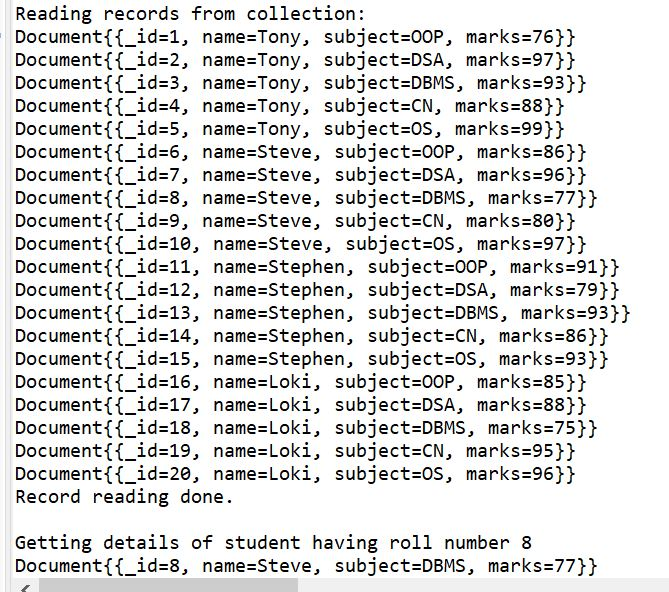 Reading records from collection:
Document{{_id=1, name=Tony, subject=OOP, marks=76}}
Document{{_id=2, name=Tony, subject=DSA, marks=97}}
Document{{_id=3, name=Tony, subject=DBMS, marks=93}}
Document{{_id=4, name=Tony, subject=CN, marks=88}}
Document{{_id=5, name=Tony, subject=OS, marks=99}}
Document{{_id=6, name=Steve, subject=OOP, marks=86}}
Document{{_id=7, name=Steve, subject=DSA, marks=96}}
Document{{_id=8, name=Steve, subject=DBMS, marks=77}}
Document{{_id=9, name=Steve, subject=CN, marks=80}}
Document{{_id=10, name=Steve, subject=OS, marks=97}}
Document{{_id=11, name=Stephen, subject=OOP, marks=91}}
Document{{_id=12, name=Stephen, subject=DSA, marks=79}}
Document{{_id=13, name=Stephen, subject=DBMS, marks=93}}
Document{{_id=14, name=Stephen, subject=CN, marks=86}}
Document{{_id=15, name=Stephen, subject=OS, marks=93}}
Document{{_id=16, name=Loki, subject=OOP, marks=85}}
Document{{_id=17, name=Loki, subject=DSA, marks=88}}
Document{{_id=18, name=Loki, subject=DBMS, marks=75}}
Document{{_id=19, name=Loki, subject=CN, marks=95}}
Document{{_id=20, name=Loki, subject=OS, marks=96}}
Record reading done.
Getting details of student having roll number 8
Document{{_id=8, name=Steve, subject=DBMS, marks=77}}